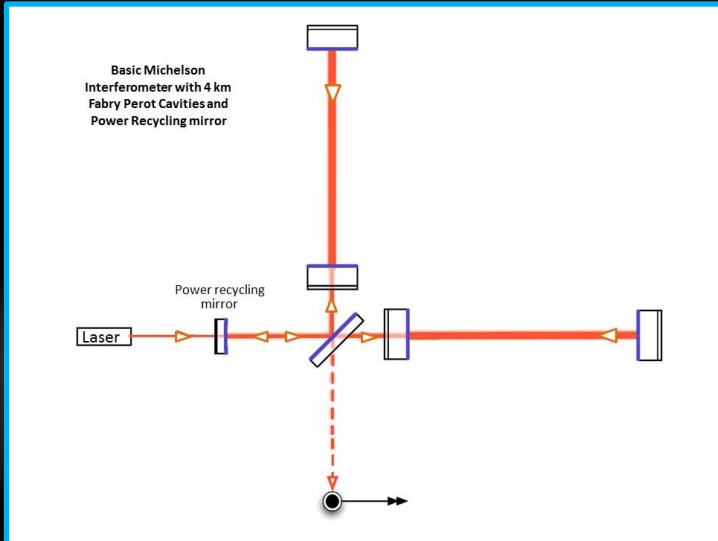 Basic Michelson
Interferometer with 4 km
Fabry Perot Cavities and
Power Recycling mirror
Power recycling
mirror
Laser